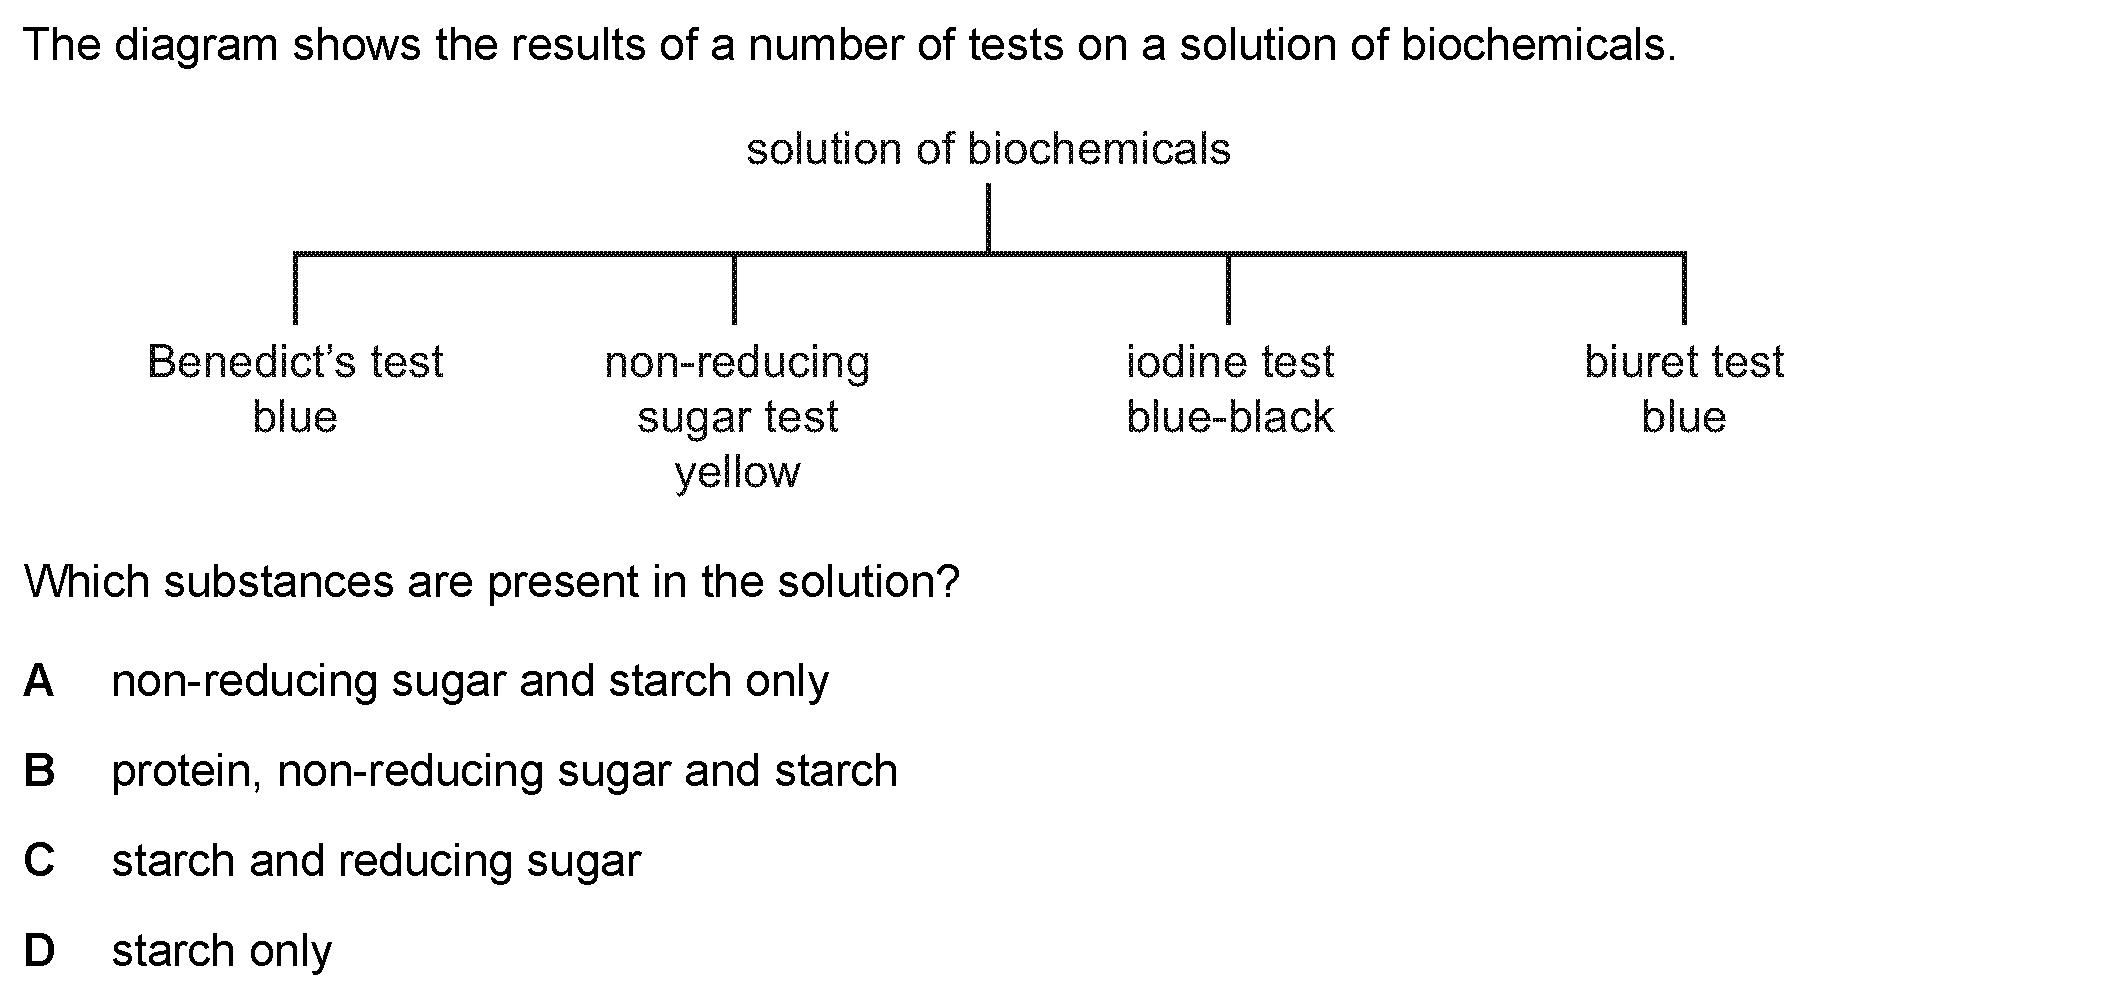 The diagram shows the results of a number of tests on a solution of biochemicals.
solution of biochemicals
Benedict’s test
blue
non-reducing
sugar test
yellow
iodine test
blue-black
biuret test
blue
Which substances are present in the solution?
A non-reducing sugar and starch only
B protein, non-reducing sugar and starch
C starch and reducing sugar
D starch only